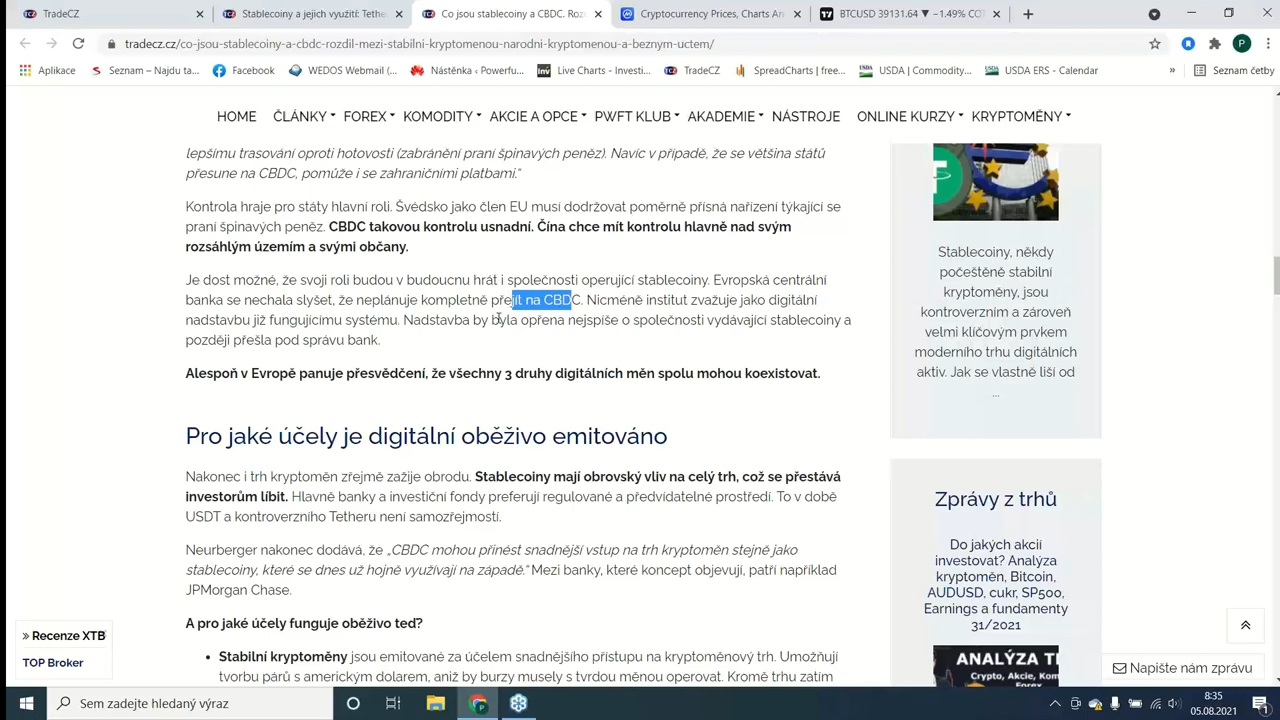 TradeCZ
Stablecoiny a jejich využití: Tethe
Co jsou stablecoiny a CBDC. Roz
Cryptocurrency Prices, Charts An
BTCUSD 39131.64 ▼ −1.49% CO
tradecz.cz/co-jsou-stablecoiny-a-cbdc-rozdil-mezi-stabilni-kryptomenou-narodni-kryptomenou-a-beznym-uctem/
P
Aplikace
Seznam – Najdu ta...
Facebook
WEDOS Webmail (...
Nástěnka ‹ Powerfu...
Live Charts - Investi...
TradeCZ
SpreadCharts | free...
USDA | Commodity...
USDA ERS - Calendar
»
Seznam četby
HOME ČLÁNKY FOREX KOMODITY AKCIE A OPCE PWFT KLUB AKADEMIE NÁSTROJE ONLINE KURZY KRYPTOMĚNY
lepšímu trasování oproti hotovosti (zabránění praní špinavých peněz). Navíc v případě, že se většina států
přesune na CBDC, pomůže i se zahraničními platbami.“
Kontrola hraje pro státy hlavní roli. Švédsko jako člen EU musí dodržovat poměrně přísná nařízení týkající se
praní špinavých peněz. CBDC takovou kontrolu usnadní. Čína chce mít kontrolu hlavně nad svým
rozsáhlým územím a svými občany.
Je dost možné, že svoji roli budou v budoucnu hrát i společnosti operující stablecoiny. Evropská centrální
banka se nechala slyšet, že neplánuje kompletně přejít na CBDC. Nicméně institut zvažuje jako digitální
nadstavbu již fungujícímu systému. Nadstavba by byla opřena nejspíše o společnosti vydávající stablecoiny a
později přešla pod správu bank.
Alespoň v Evropě panuje přesvědčení, že všechny 3 druhy digitálních měn spolu mohou koexistovat.
Pro jaké účely je digitální oběživo emitováno
Nakonec i trh kryptoměn zřejmě zažije obrodu. Stablecoiny mají obrovský vliv na celý trh, což se přestává
investorům líbit. Hlavně banky a investiční fondy preferují regulované a předvídatelné prostředí. To v době
USDT a kontroverzního Tetheru není samozřejmostí.
Neurberger nakonec dodává, že „CBDC mohou přinést snadnější vstup na trh kryptoměn stejně jako
stablecoiny, které se dnes už hojně využívají na západě.“ Mezi banky, které koncept objevují, patří například
JPMorgan Chase.
A pro jaké účely funguje oběživo teď?
• Stabilní kryptoměny jsou emitované za účelem snadnějšího přístupu na kryptoměnový trh. Umožňují
tvorbu párů s americkým dolarem, aniž by burzy musely s tvrdou měnou operovat. Kromě trhu zatím
Stablecoiny, někdy
počeštěně stabilní
kryptoměny, jsou
kontroverzním a zároveň
velmi klíčovým prvkem
moderního trhu digitálních
aktiv. Jak se vlastně liší od
...
Zprávy z trhů
Do jakých akcií
investovat? Analýza
kryptoměn, Bitcoin,
AUDUSD, cukr, SP500,
Earnings a fundamenty
31/2021
ANALÝZA T
Crypto, Akcie, Kom
» Recenze XTB
TOP Broker
Napište nám zprávu
Sem zadejte hledaný výraz
8:35
05.08.2021